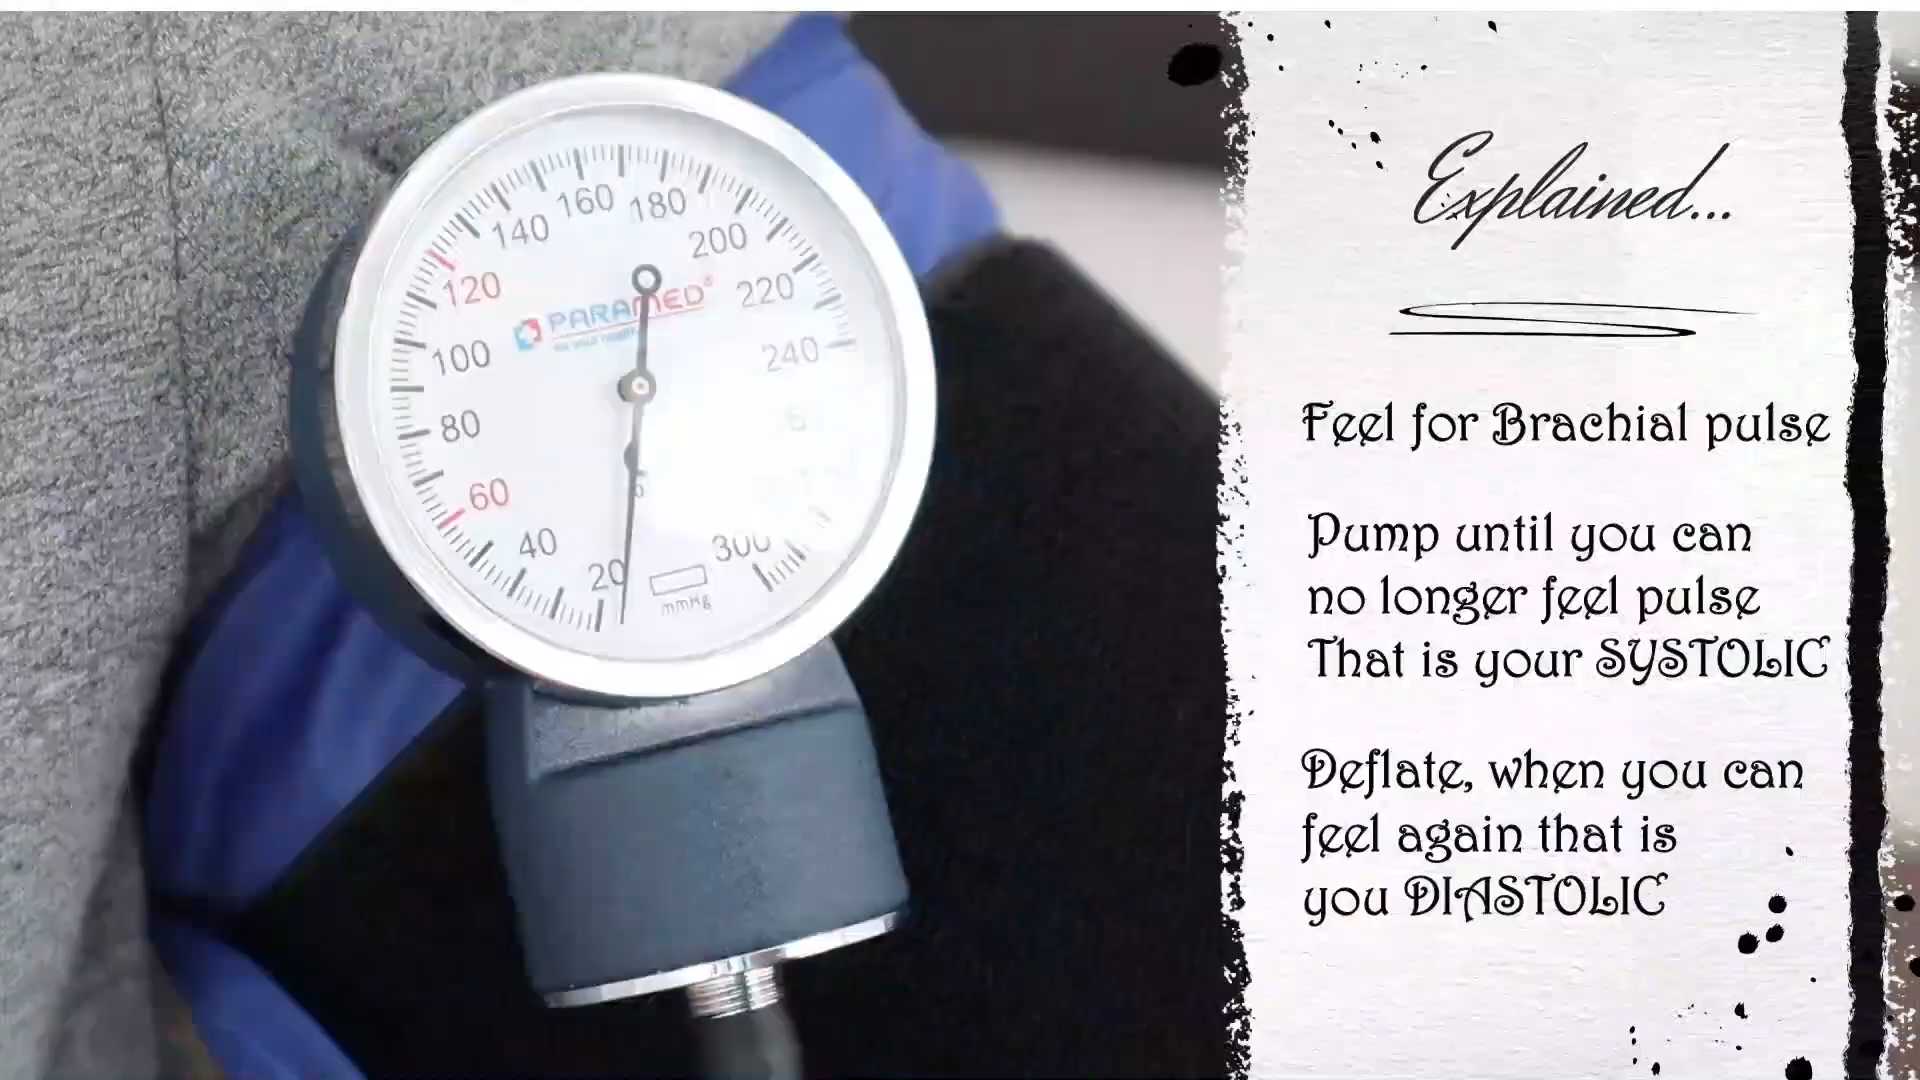 160
180
140
200
120
220
PARAMED®
100
240
80
60
40
300
20
mmHg
Explained...
Feel for Brachial pulse
Pump until you can
no longer feel pulse
That is your SYSTOLIC
Deflate, when you can
feel again that is
you DIASTOLIC